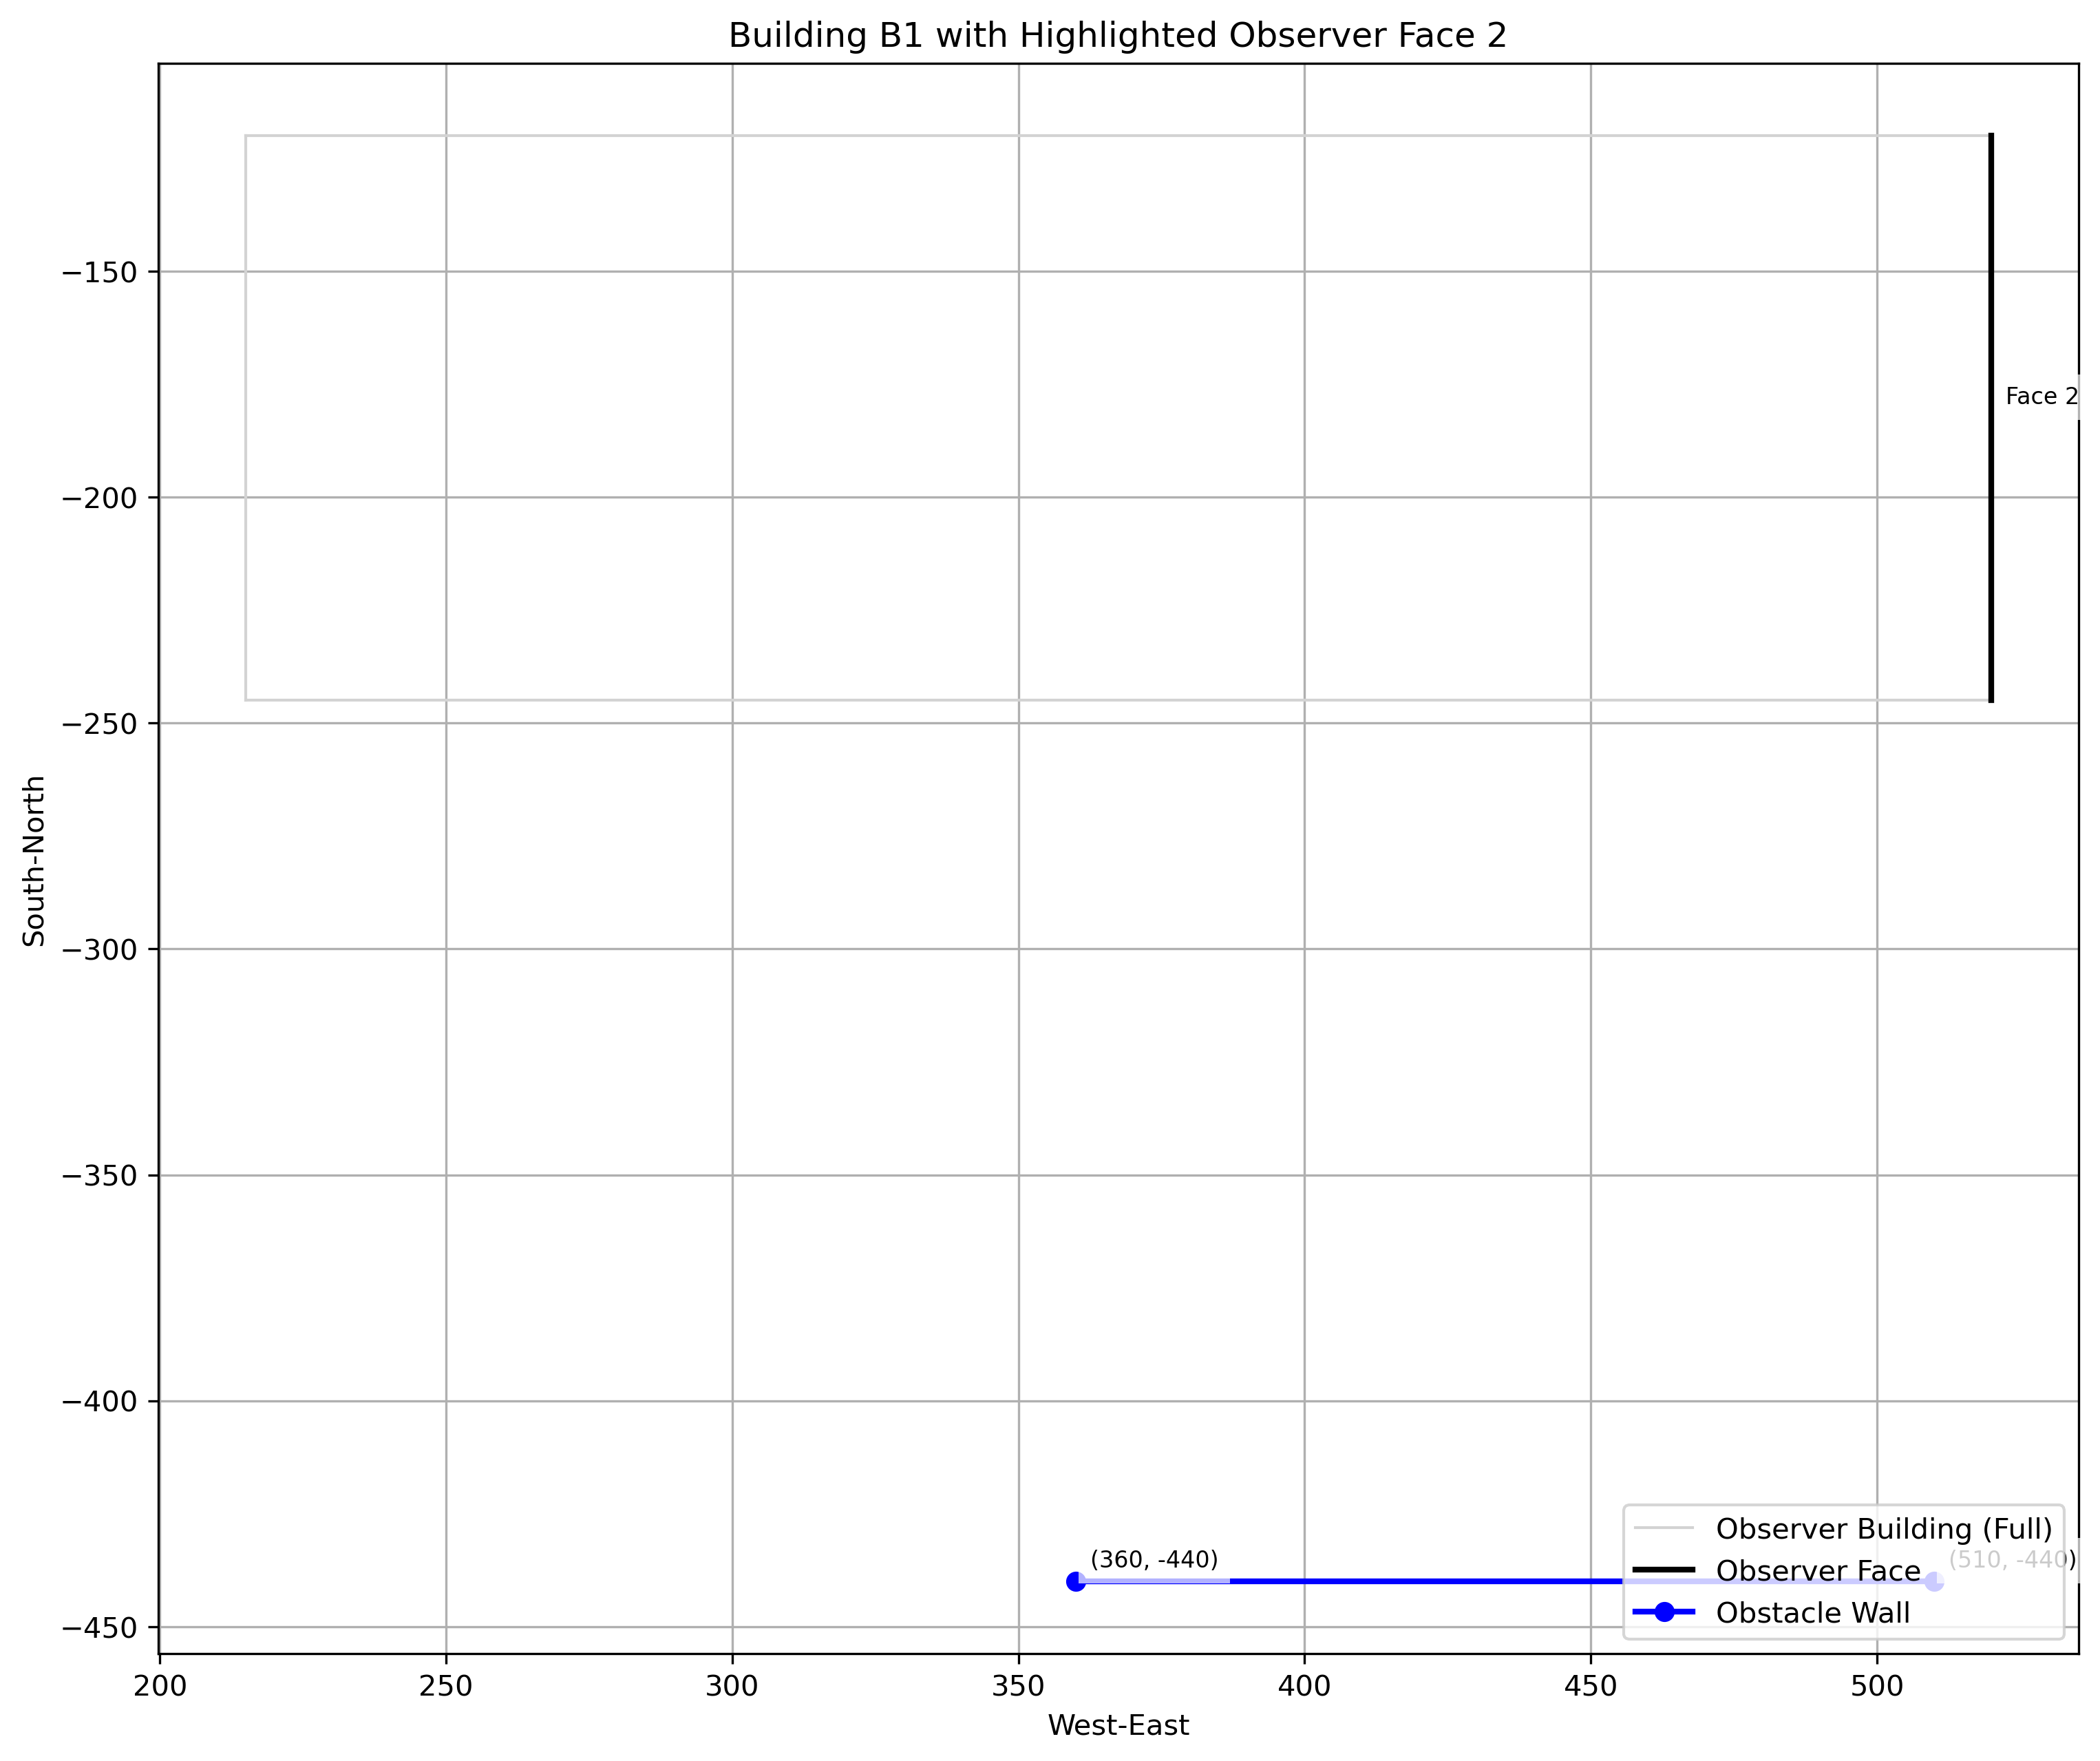 Building B1 with Highlighted Observer Face 2
−150
−200
−250
−300
−350
−400
−450
South-North
Face 2
(360, -440)
(510, -440)
Observer Building (Full)
Observer Face
Obstacle Wall
200
250
300
350
400
450
500
West-East